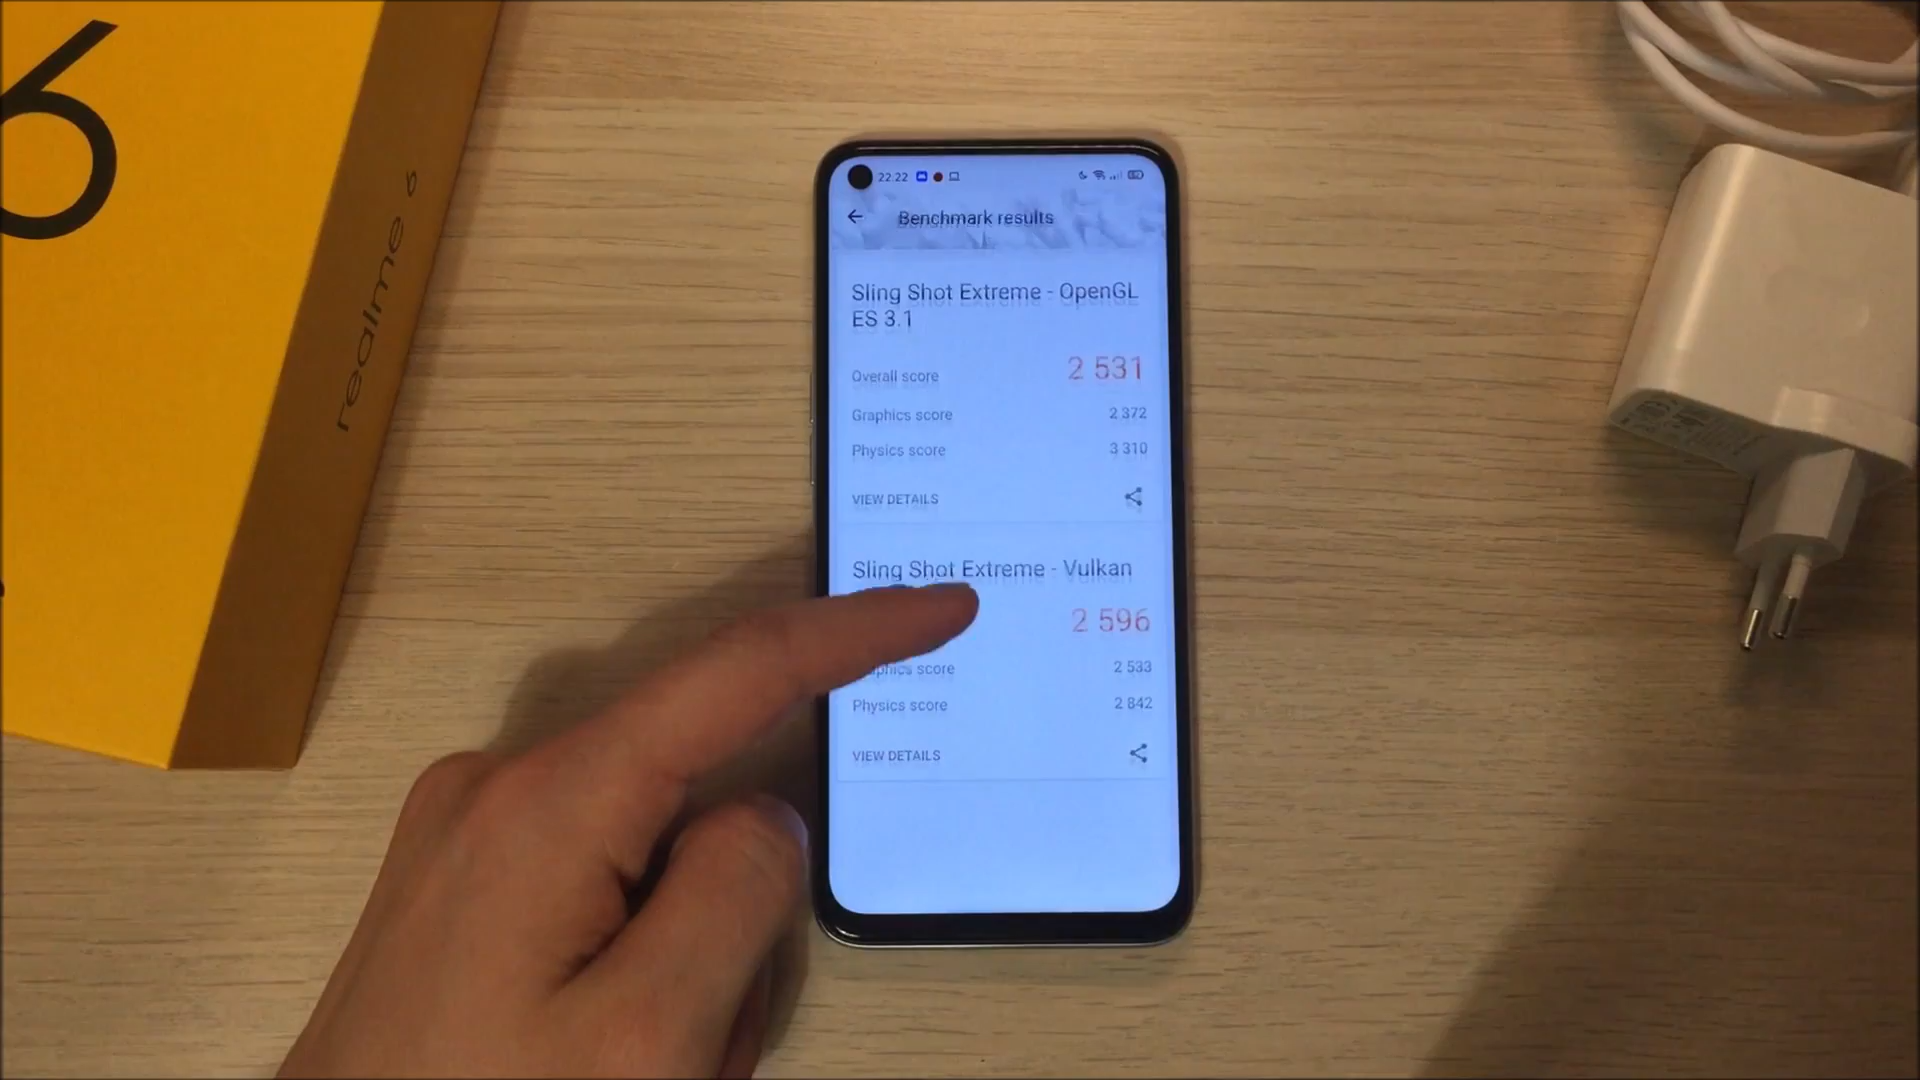 6
realme 6
22.22
Benchmark results
Sling Shot Extreme - OpenGL
ES 3.1
Overall score 2 531
Graphics score 2 372
Physics score 3 310
VIEW DETAILS
Sling Shot Extreme - Vulkan
2 596
aphics score 2 533
Physics score 2 842
VIEW DETAILS